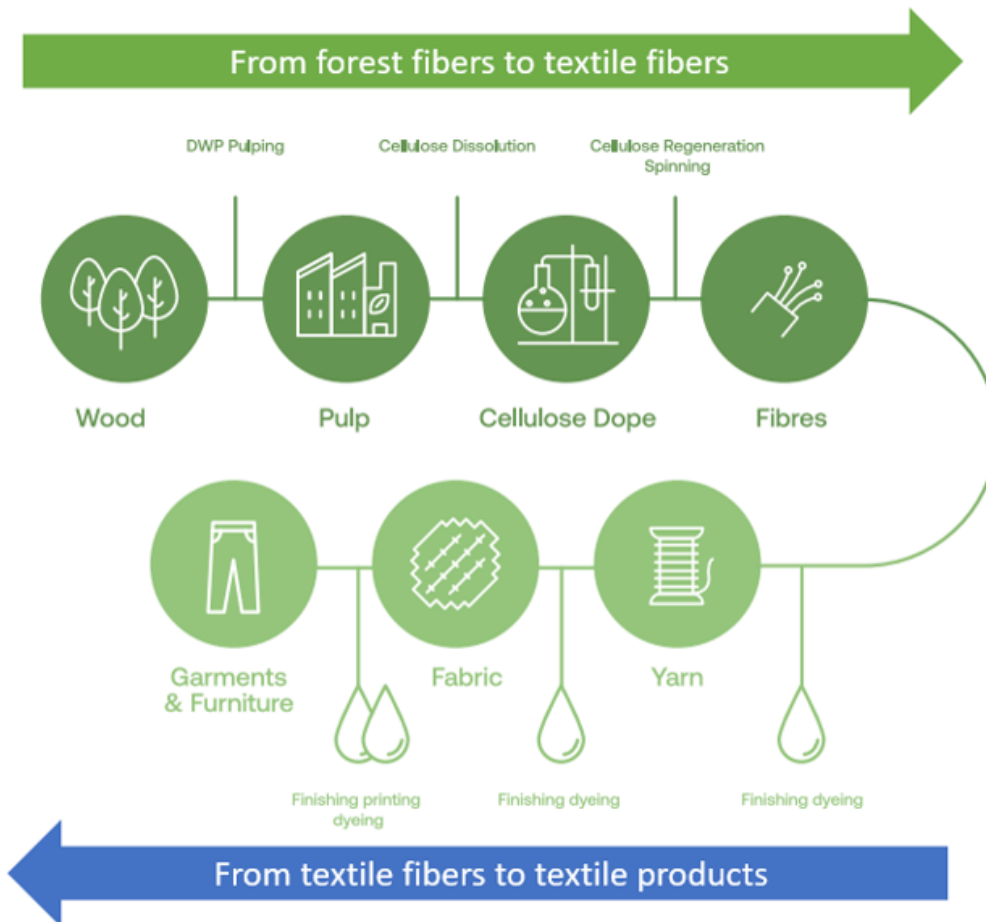 From forest fibers to textile fibers
DWP Pulping
Cellulose Dissolution
Cellulose Regeneration
Spinning
Wood
Pulp
Cellulose Dope
Fibres
Garments
& Furniture
Fabric
Yarn
Finishing printing
dyeing
Finishing dyeing
Finishing dyeing
From textile fibers to textile products